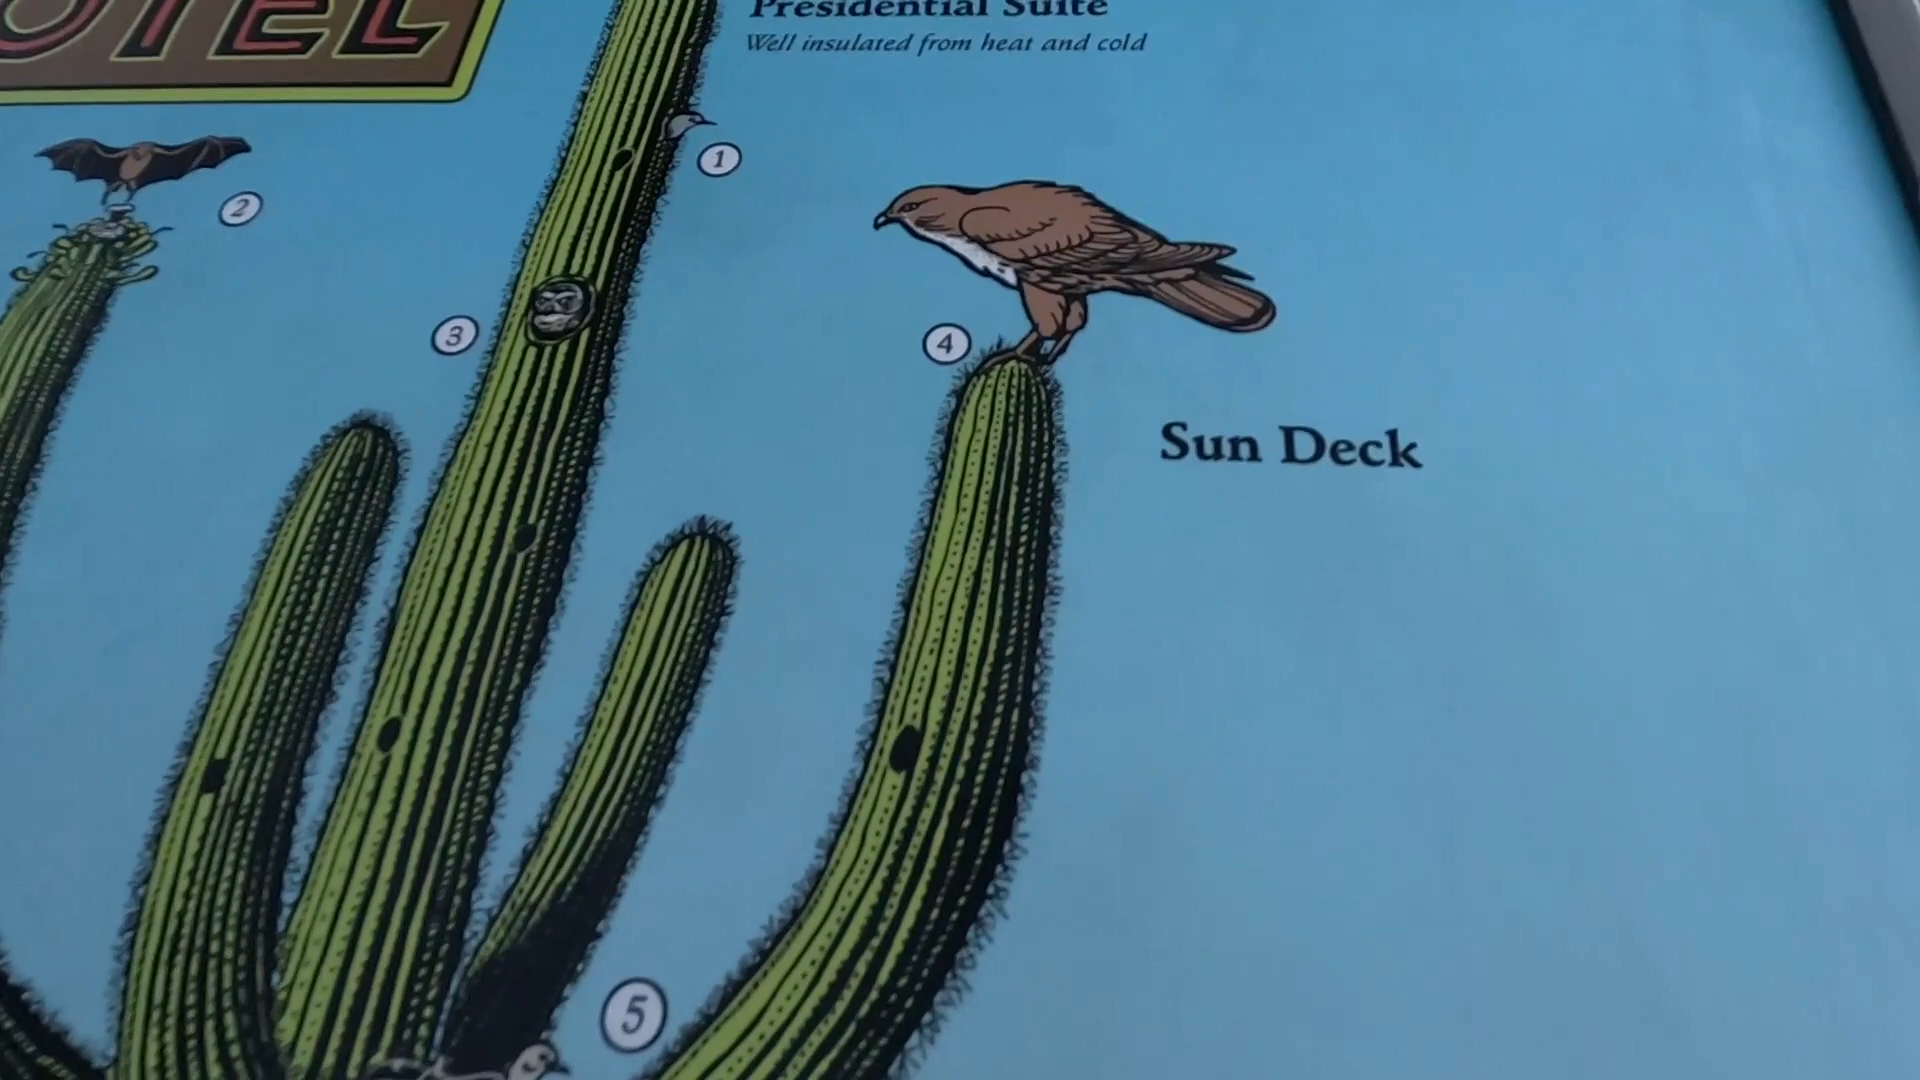 OTEL
Presidential Suite
Well insulated from heat and cold
1
2
3
4
Sun Deck
5